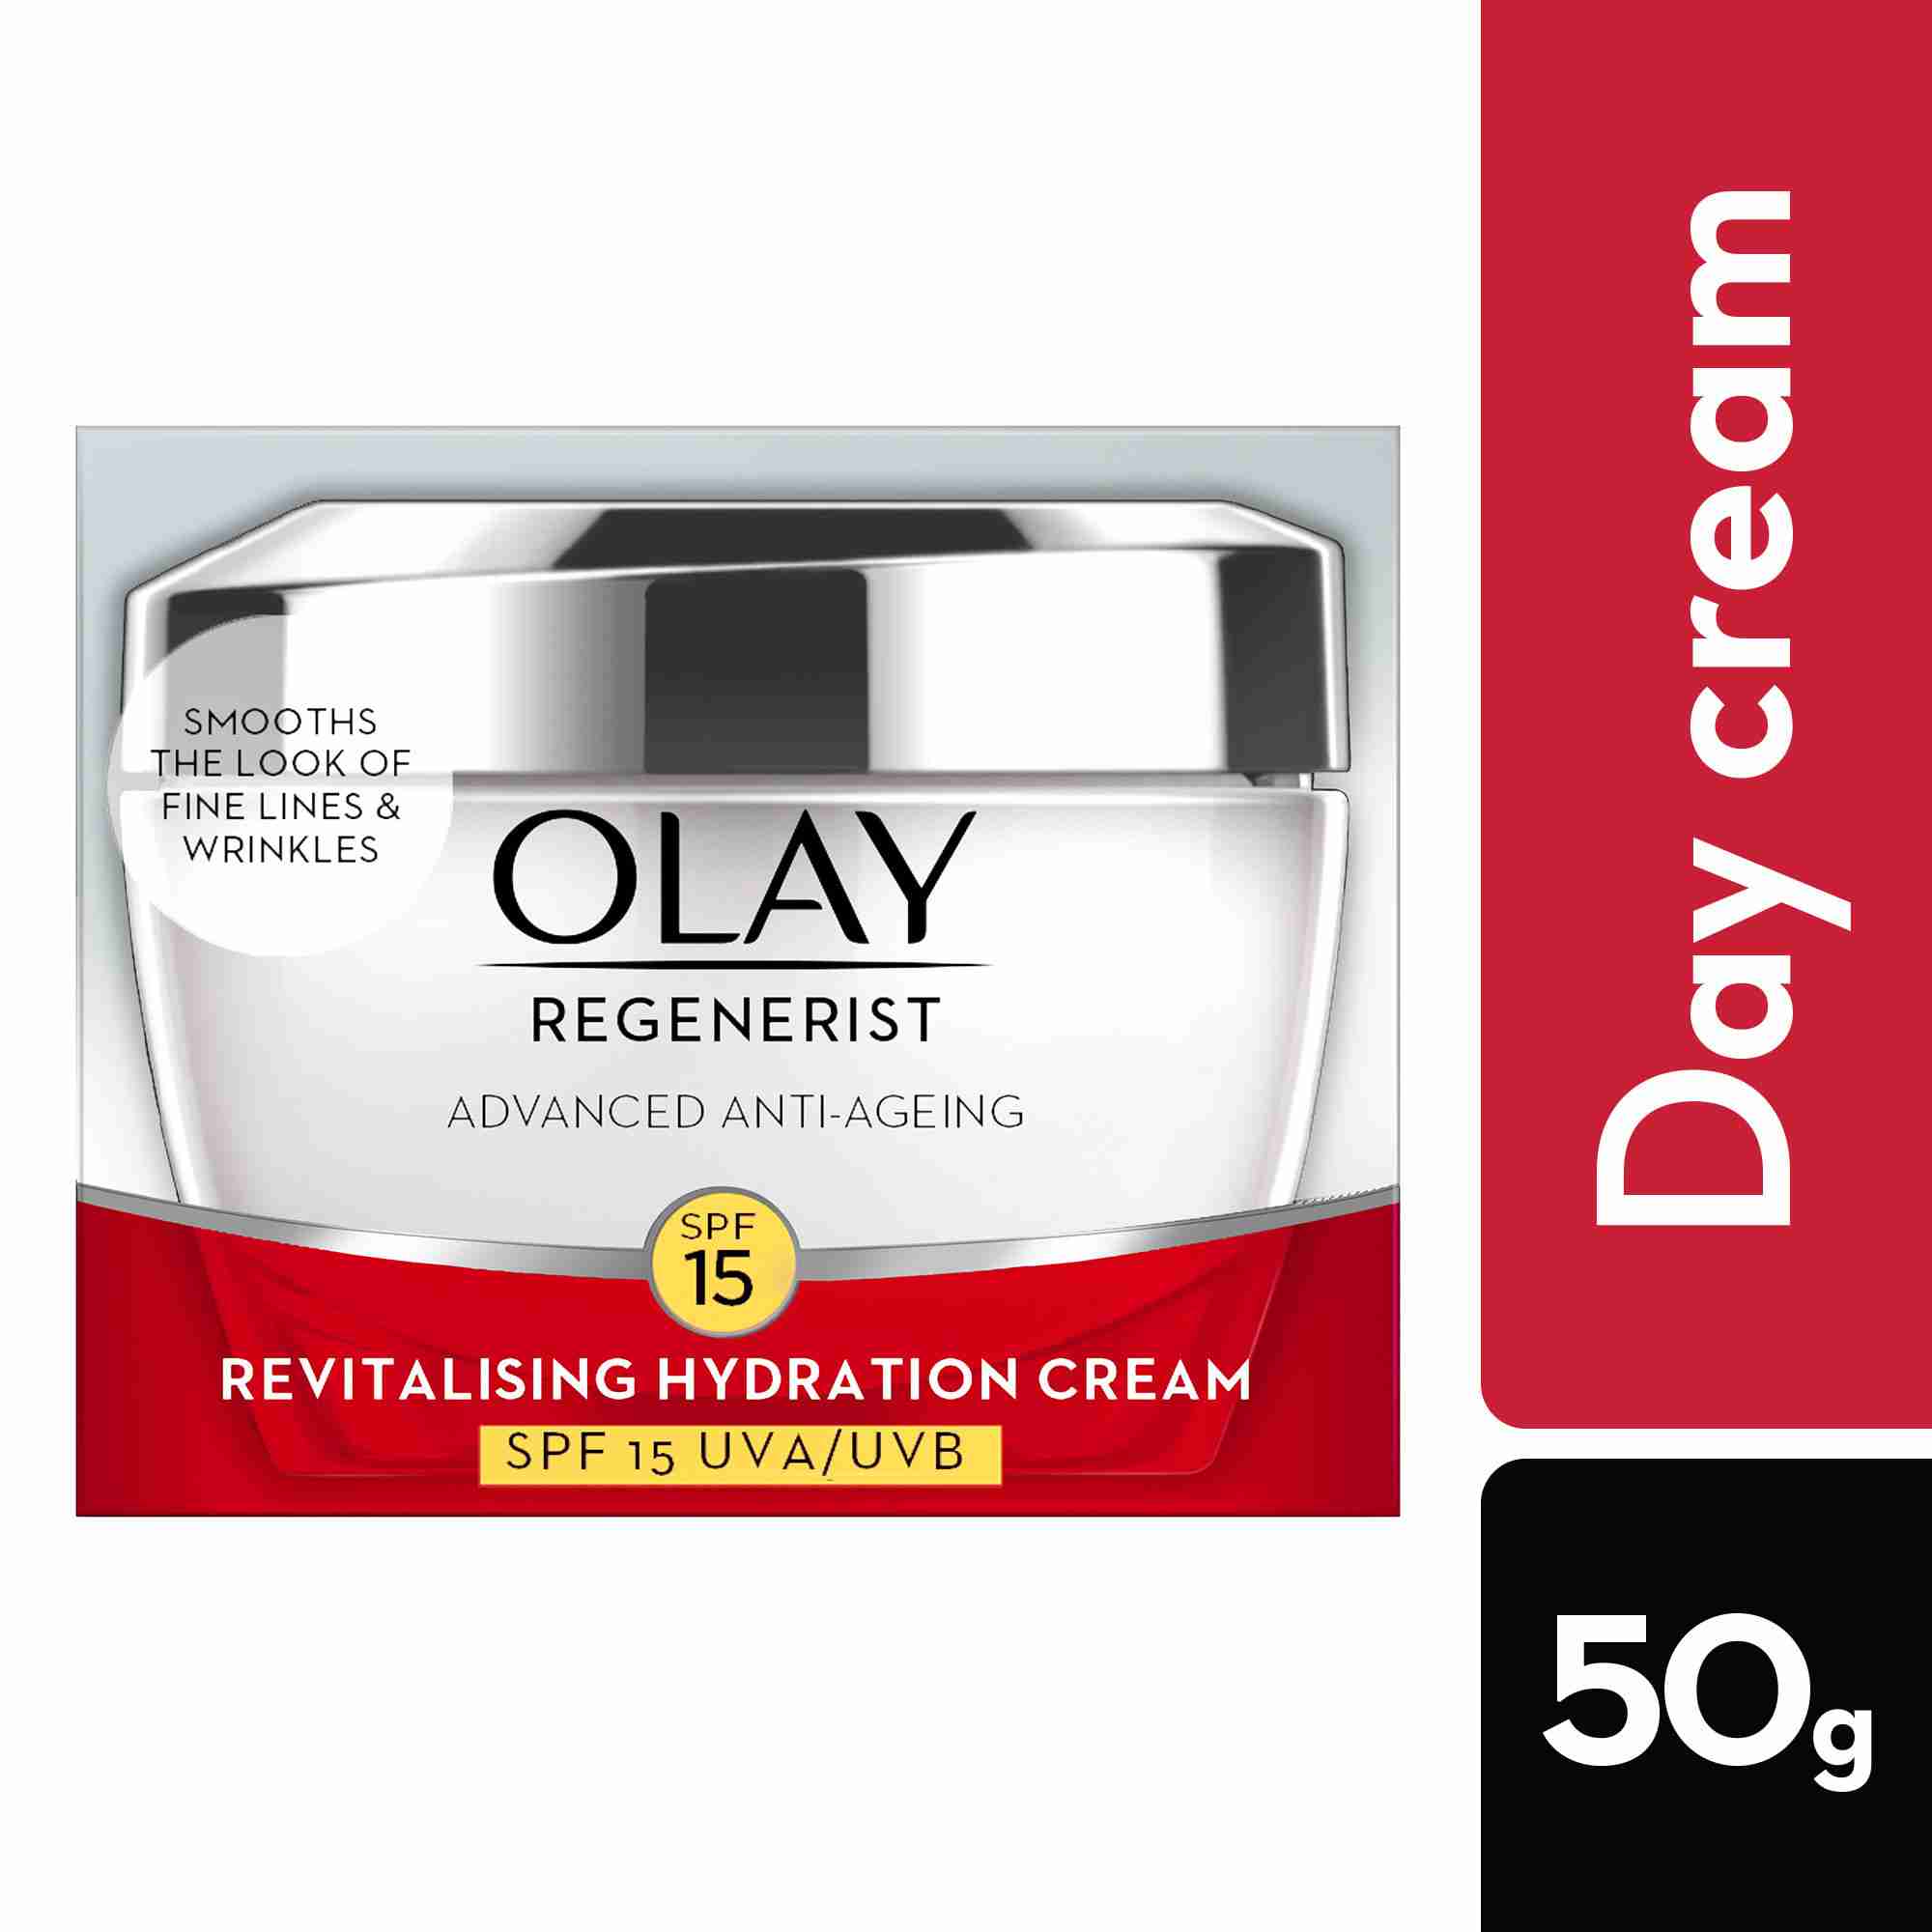 SMOOTHS
THE LOOK OF
FINE LINES &
WRINKLES
OLAY
REGENERIST
ADVANCED ANTI-AGEING
SPF
15
REVITALISING HYDRATION CREAM
SPF 15 UVA/UVB
Day cream
50g